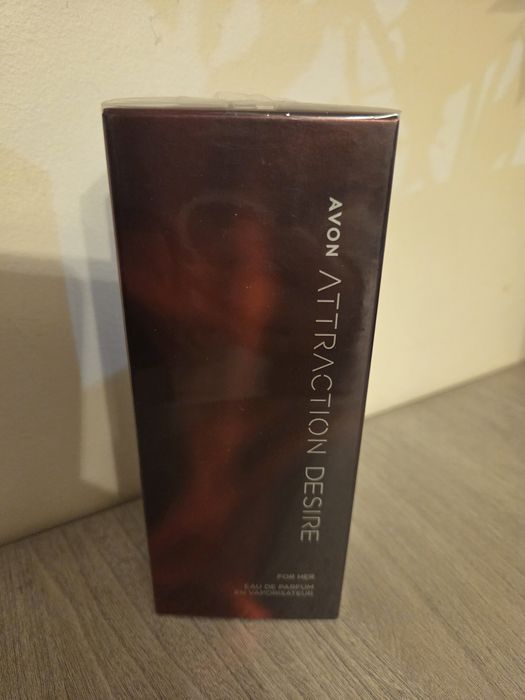 AVON ATTRACTION DESIRE
FOR HER
EAU DE PARFUM
EN VAPORISATEUR